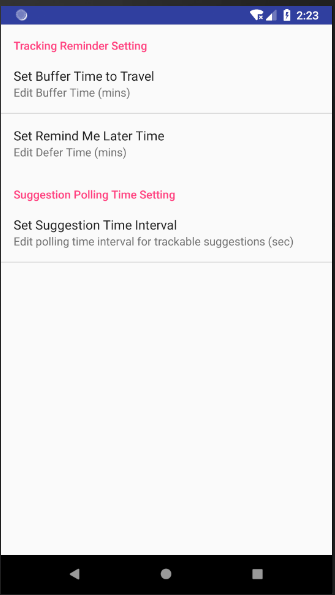 2:23
Tracking Reminder Setting
Set Buffer Time to Travel
Edit Buffer Time (mins)
Set Remind Me Later Time
Edit Defer Time (mins)
Suggestion Polling Time Setting
Set Suggestion Time Interval
Edit polling time interval for trackable suggestions (sec)